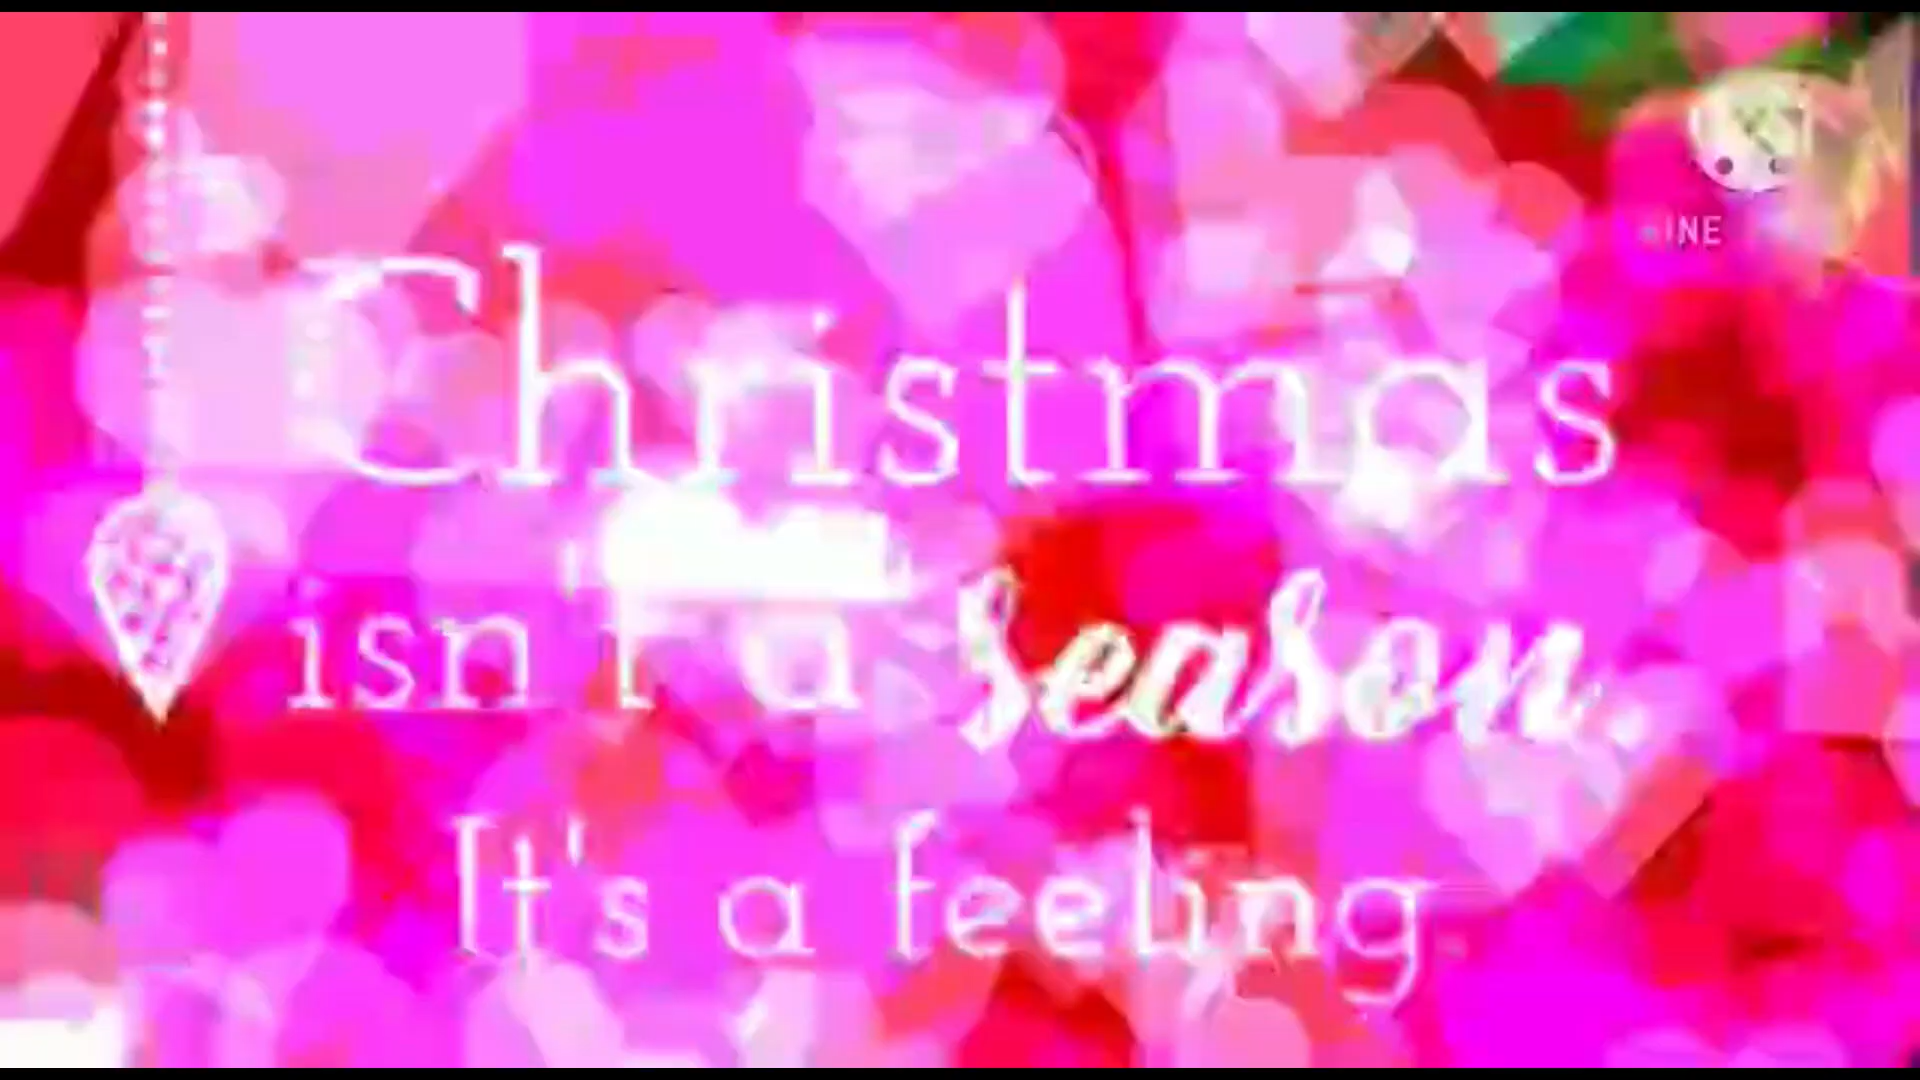 Christmas
isn't a season.
It's a feeling.